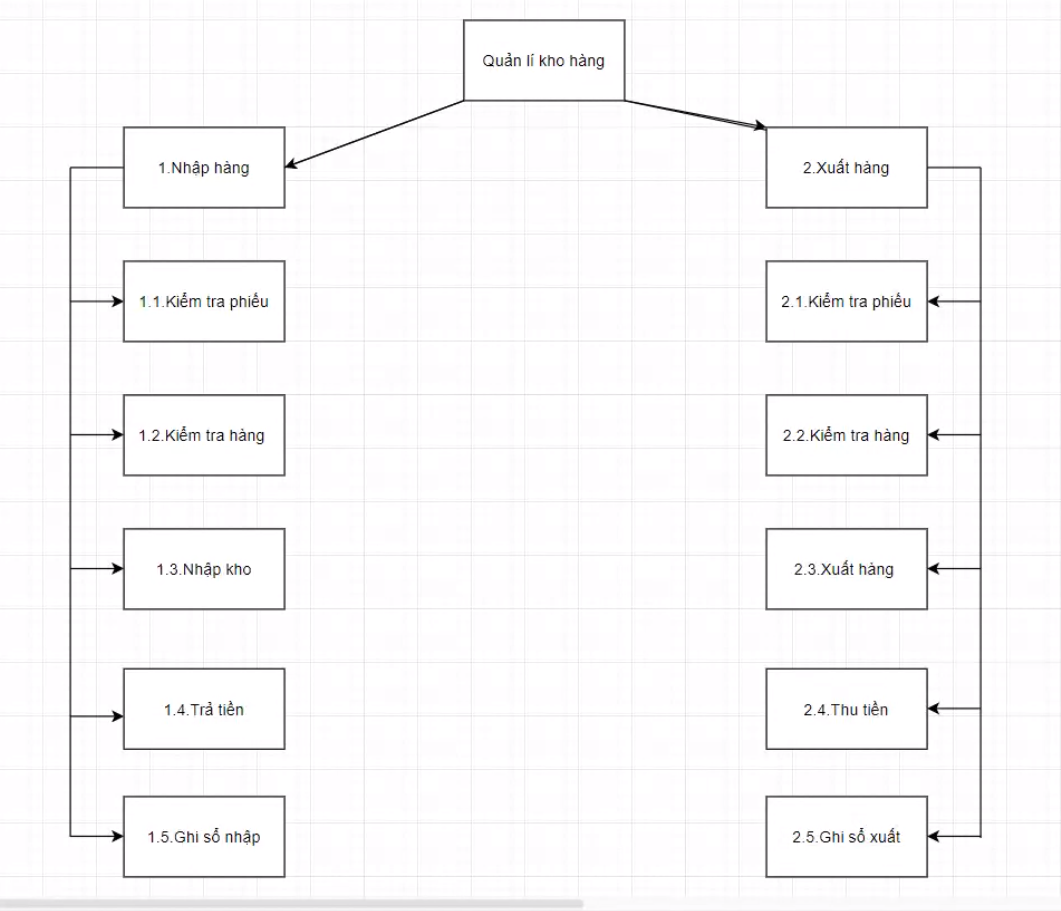 Quản lí kho hàng
1.Nhập hàng
2.Xuất hàng
1.1.Kiểm tra phiếu
2.1.Kiểm tra phiếu
1.2.Kiểm tra hàng
2.2.Kiểm tra hàng
1.3.Nhập kho
2.3.Xuất hàng
1.4.Trả tiền
2.4.Thu tiền
1.5.Ghi sổ nhập
2.5.Ghi sổ xuất